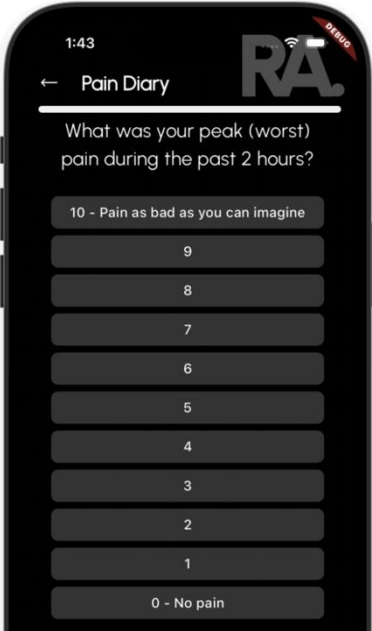 1:43
DEBUG
RA.
← Pain Diary
What was your peak (worst)
pain during the past 2 hours?
10 - Pain as bad as you can imagine
9
8
7
6
5
4
3
2
1
0 - No pain